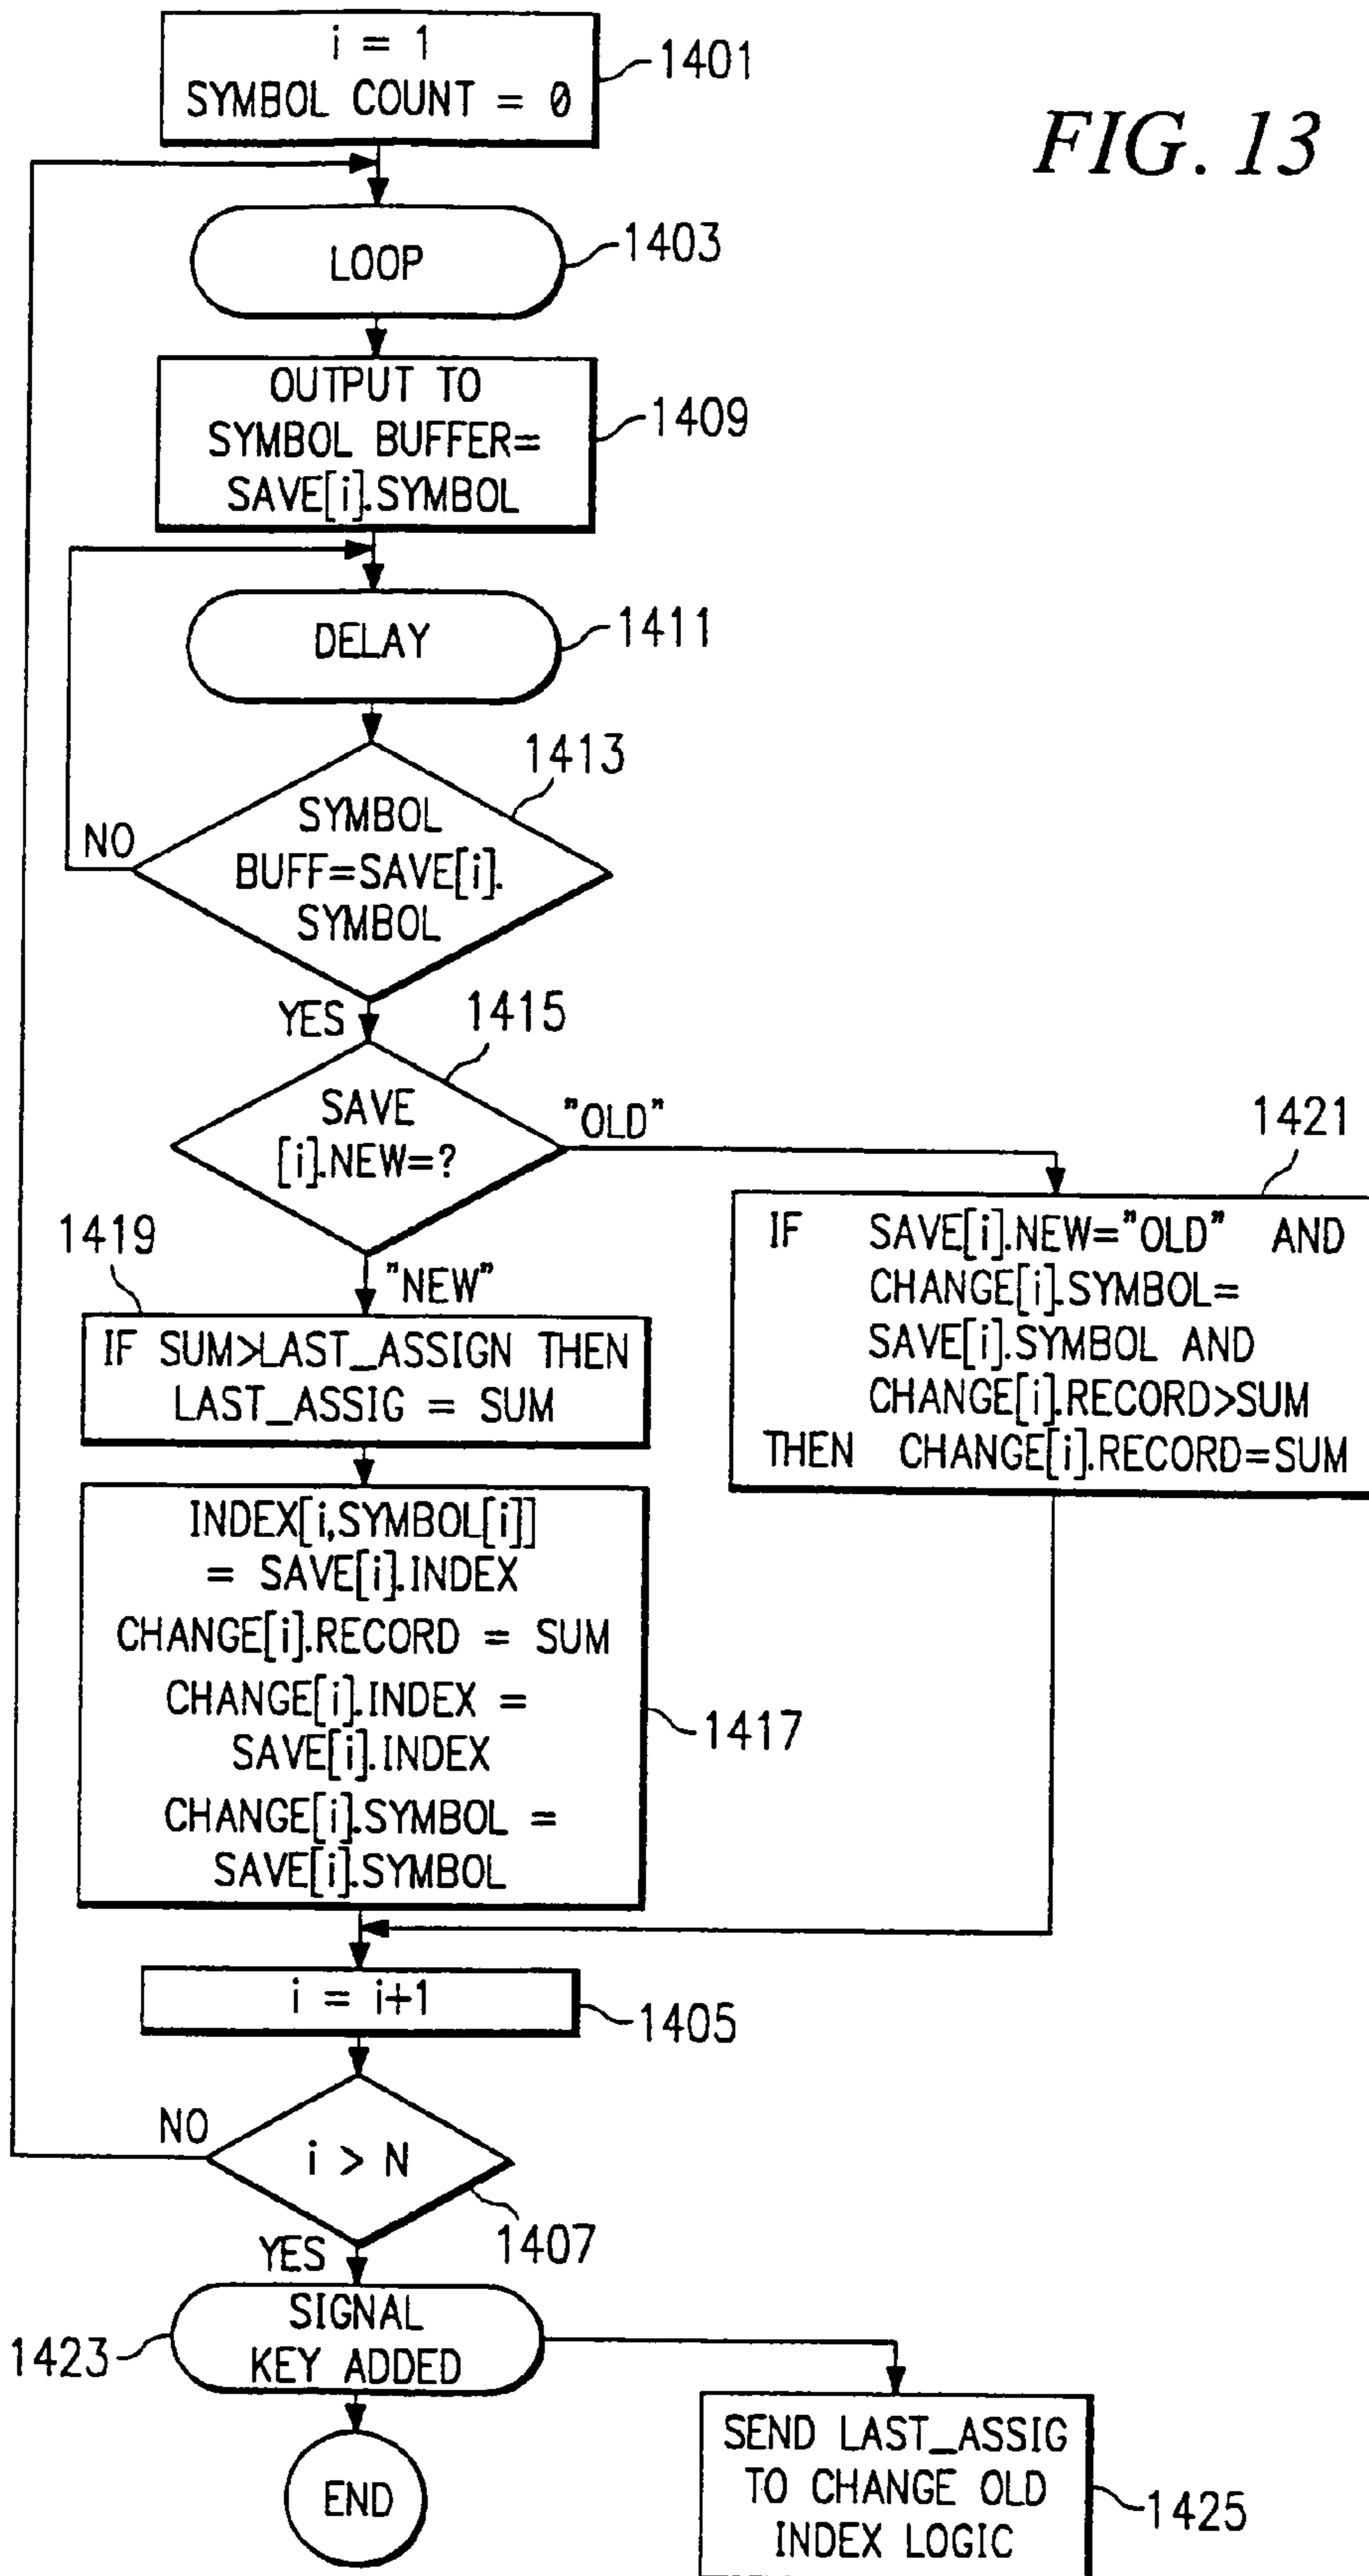 FIG. 13
i = 1
SYMBOL COUNT = 0
1401
LOOP
1403
OUTPUT TO
SYMBOL BUFFER=
SAVE[i].SYMBOL
1409
DELAY
1411
1413
SYMBOL
BUFF=SAVE[i].
SYMBOL
NO
YES
1415
SAVE
[i].NEW=?
"OLD"
1421
IF SAVE[i].NEW="OLD" AND
CHANGE[i].SYMBOL=
SAVE[i].SYMBOL AND
CHANGE[i].RECORD>SUM
THEN CHANGE[i].RECORD=SUM
"NEW"
1419
IF SUM>LAST_ASSIGN THEN
LAST_ASSIG = SUM
INDEX[i,SYMBOL[i]]
= SAVE[i].INDEX
CHANGE[i].RECORD = SUM
CHANGE[i].INDEX =
SAVE[i].INDEX
CHANGE[i].SYMBOL =
SAVE[i].SYMBOL
1417
i = i+1
1405
NO
i > N
1407
YES
SIGNAL
KEY ADDED
1423
END
SEND LAST_ASSIG
TO CHANGE OLD
INDEX LOGIC
1425